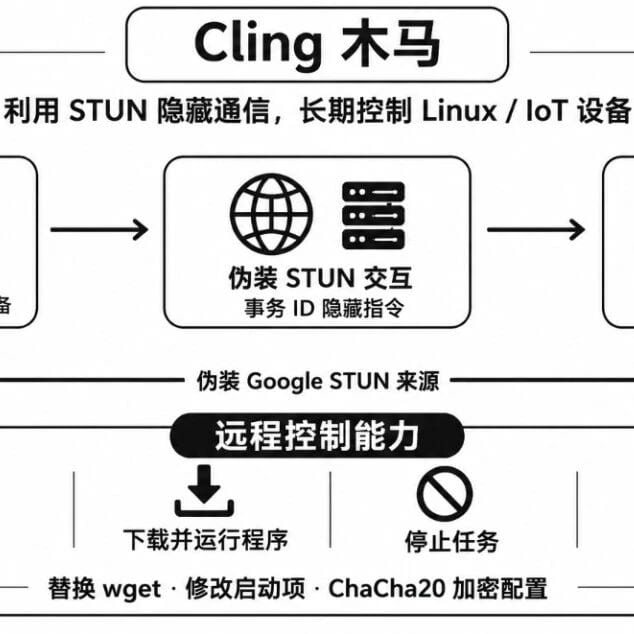 Cling 木马
利用 STUN 隐藏通信，长期控制 Linux / IoT 设备
伪装 STUN 交互
事务 ID 隐藏指令
备
伪装 Google STUN 来源
远程控制能力
下载并运行程序
停止任务
替换 wget · 修改启动项 · ChaCha20 加密配置